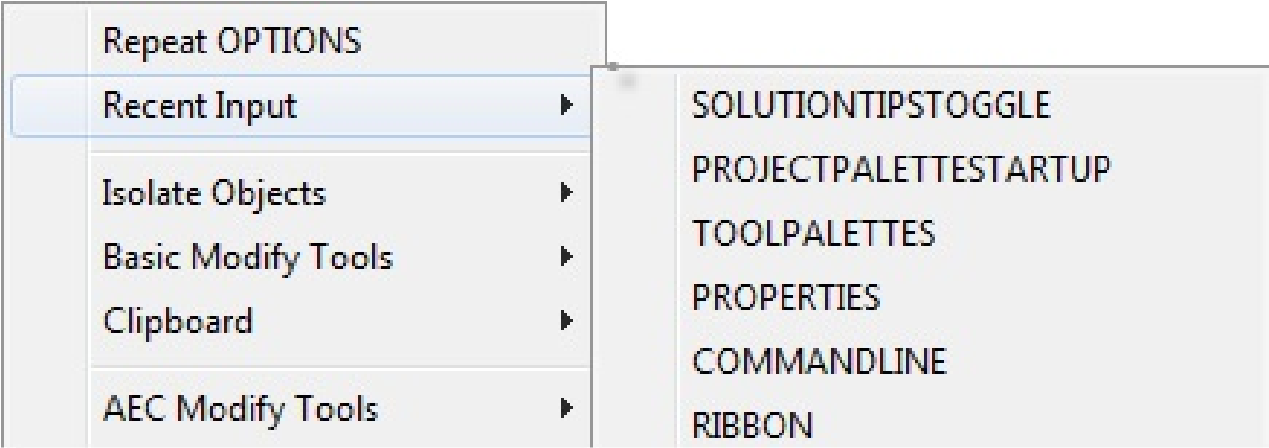 Repeat OPTIONS
Recent Input
Isolate Objects
Basic Modify Tools
Clipboard
AEC Modify Tools
SOLUTIONTIPSTOGGLE
PROJECTPALETTESTARTUP
TOOLPALETTES
PROPERTIES
COMMANDLINE
RIBBON